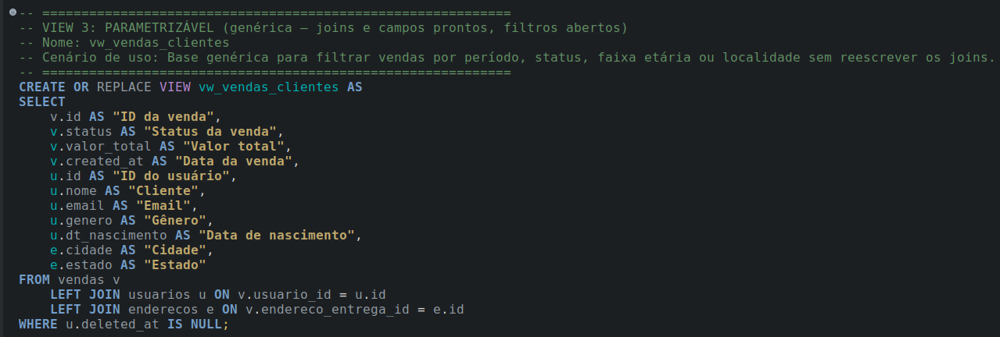 -- ============================================================
-- VIEW 3: PARAMETRIZÁVEL (genérica — joins e campos prontos, filtros abertos)
-- Nome: vw_vendas_clientes
-- Cenário de uso: Base genérica para filtrar vendas por período, status, faixa etária ou localidade sem reescrever os joins.
-- ============================================================
CREATE OR REPLACE VIEW vw_vendas_clientes AS
SELECT
    v.id AS "ID da venda",
    v.status AS "Status da venda",
    v.valor_total AS "Valor total",
    v.created_at AS "Data da venda",
    u.id AS "ID do usuário",
    u.nome AS "Cliente",
    u.email AS "Email",
    u.genero AS "Gênero",
    u.dt_nascimento AS "Data de nascimento",
    e.cidade AS "Cidade",
    e.estado AS "Estado"
FROM vendas v
    LEFT JOIN usuarios u ON v.usuario_id = u.id
    LEFT JOIN enderecos e ON v.endereco_entrega_id = e.id
WHERE u.deleted_at IS NULL;